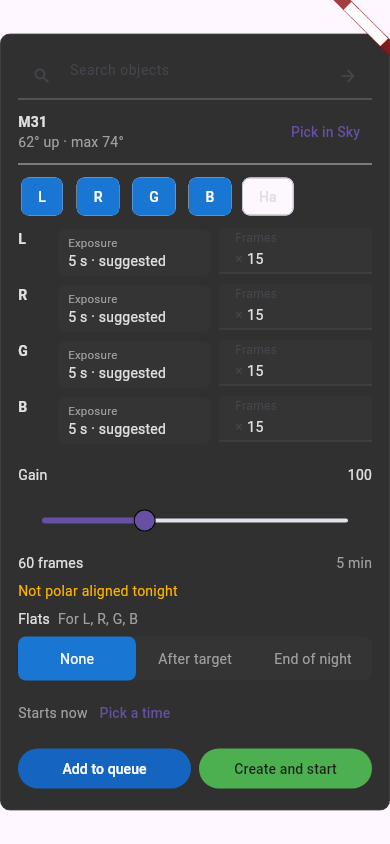 Search objects
M31
62° up · max 74°
Pick in Sky
L R G B Ha
L
Exposure
5 s · suggested
Frames
× 15
R
Exposure
5 s · suggested
Frames
× 15
G
Exposure
5 s · suggested
Frames
× 15
B
Exposure
5 s · suggested
Frames
× 15
Gain 100
60 frames 5 min
Not polar aligned tonight
Flats For L, R, G, B
None After target End of night
Starts now Pick a time
Add to queue Create and start